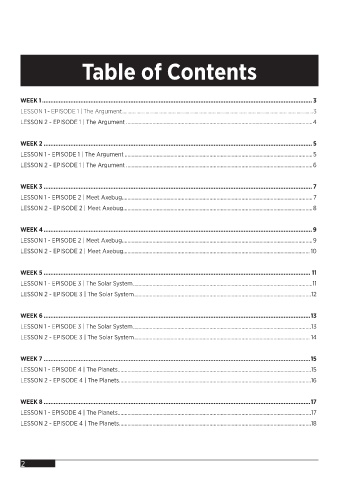 Table of Contents
WEEK 1 3
LESSON 1 - EPISODE 1 | The Argument 3
LESSON 2 - EPISODE 1 | The Argument 4
WEEK 2 5
LESSON 1 - EPISODE 1 | The Argument 5
LESSON 2 - EPISODE 1 | The Argument 6
WEEK 3 7
LESSON 1 - EPISODE 2 | Meet Axebug 7
LESSON 2 - EPISODE 2 | Meet Axebug 8
WEEK 4 9
LESSON 1 - EPISODE 2 | Meet Axebug 9
LESSON 2 - EPISODE 2 | Meet Axebug 10
WEEK 5 11
LESSON 1 - EPISODE 3 | The Solar System 11
LESSON 2 - EPISODE 3 | The Solar System 12
WEEK 6 13
LESSON 1 - EPISODE 3 | The Solar System 13
LESSON 2 - EPISODE 3 | The Solar System 14
WEEK 7 15
LESSON 1 - EPISODE 4 | The Planets 15
LESSON 2 - EPISODE 4 | The Planets 16
WEEK 8 17
LESSON 1 - EPISODE 4 | The Planets 17
LESSON 2 - EPISODE 4 | The Planets 18
2